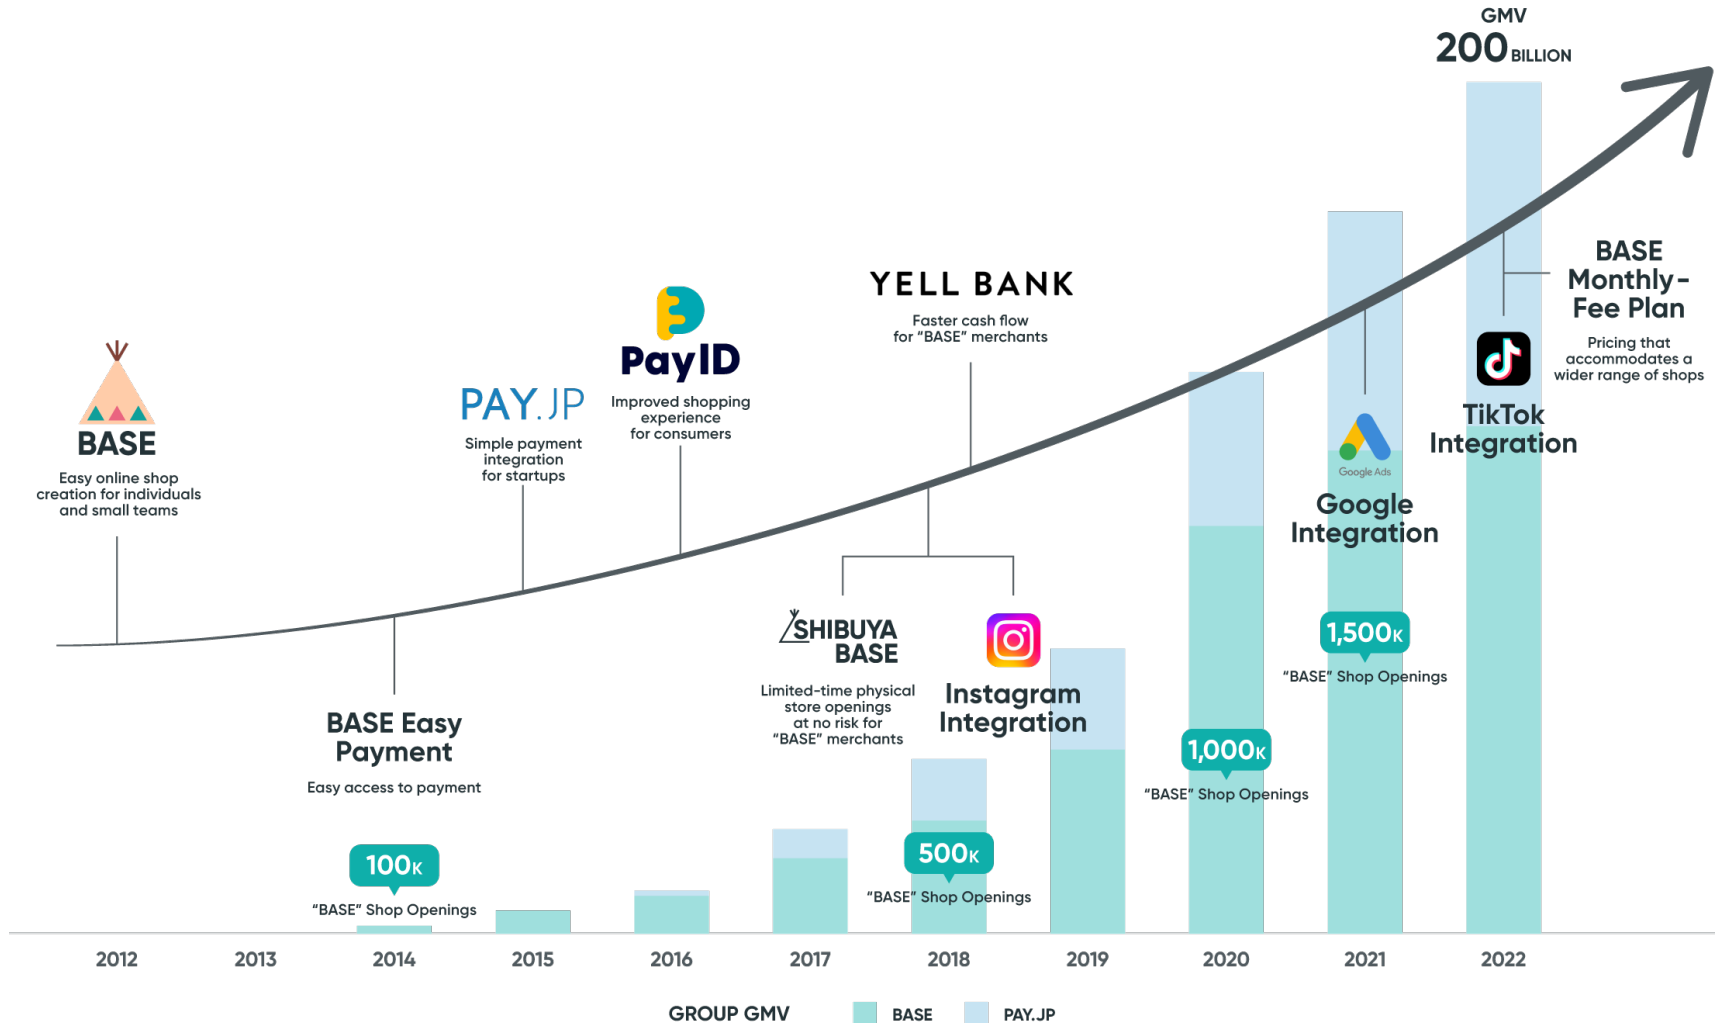 GMV
200 BILLION
BASE
Easy online shop
creation for individuals
and small teams
BASE Easy
Payment
Easy access to payment
PAY.JP
Simple payment
integration
for startups
PayID
Improved shopping
experience
for consumers
YELL BANK
Faster cash flow
for “BASE” merchants
SHIBUYA
BASE
Limited-time physical
store openings
at no risk for
“BASE” merchants
Instagram
Integration
Google Ads
Google
Integration
TikTok
Integration
BASE
Monthly-
Fee Plan
Pricing that
accommodates a
wider range of shops
100K
“BASE” Shop Openings
500K
“BASE” Shop Openings
1,000K
“BASE” Shop Openings
1,500K
“BASE” Shop Openings
2012 2013 2014 2015 2016 2017 2018 2019 2020 2021 2022
GROUP GMV BASE PAY.JP